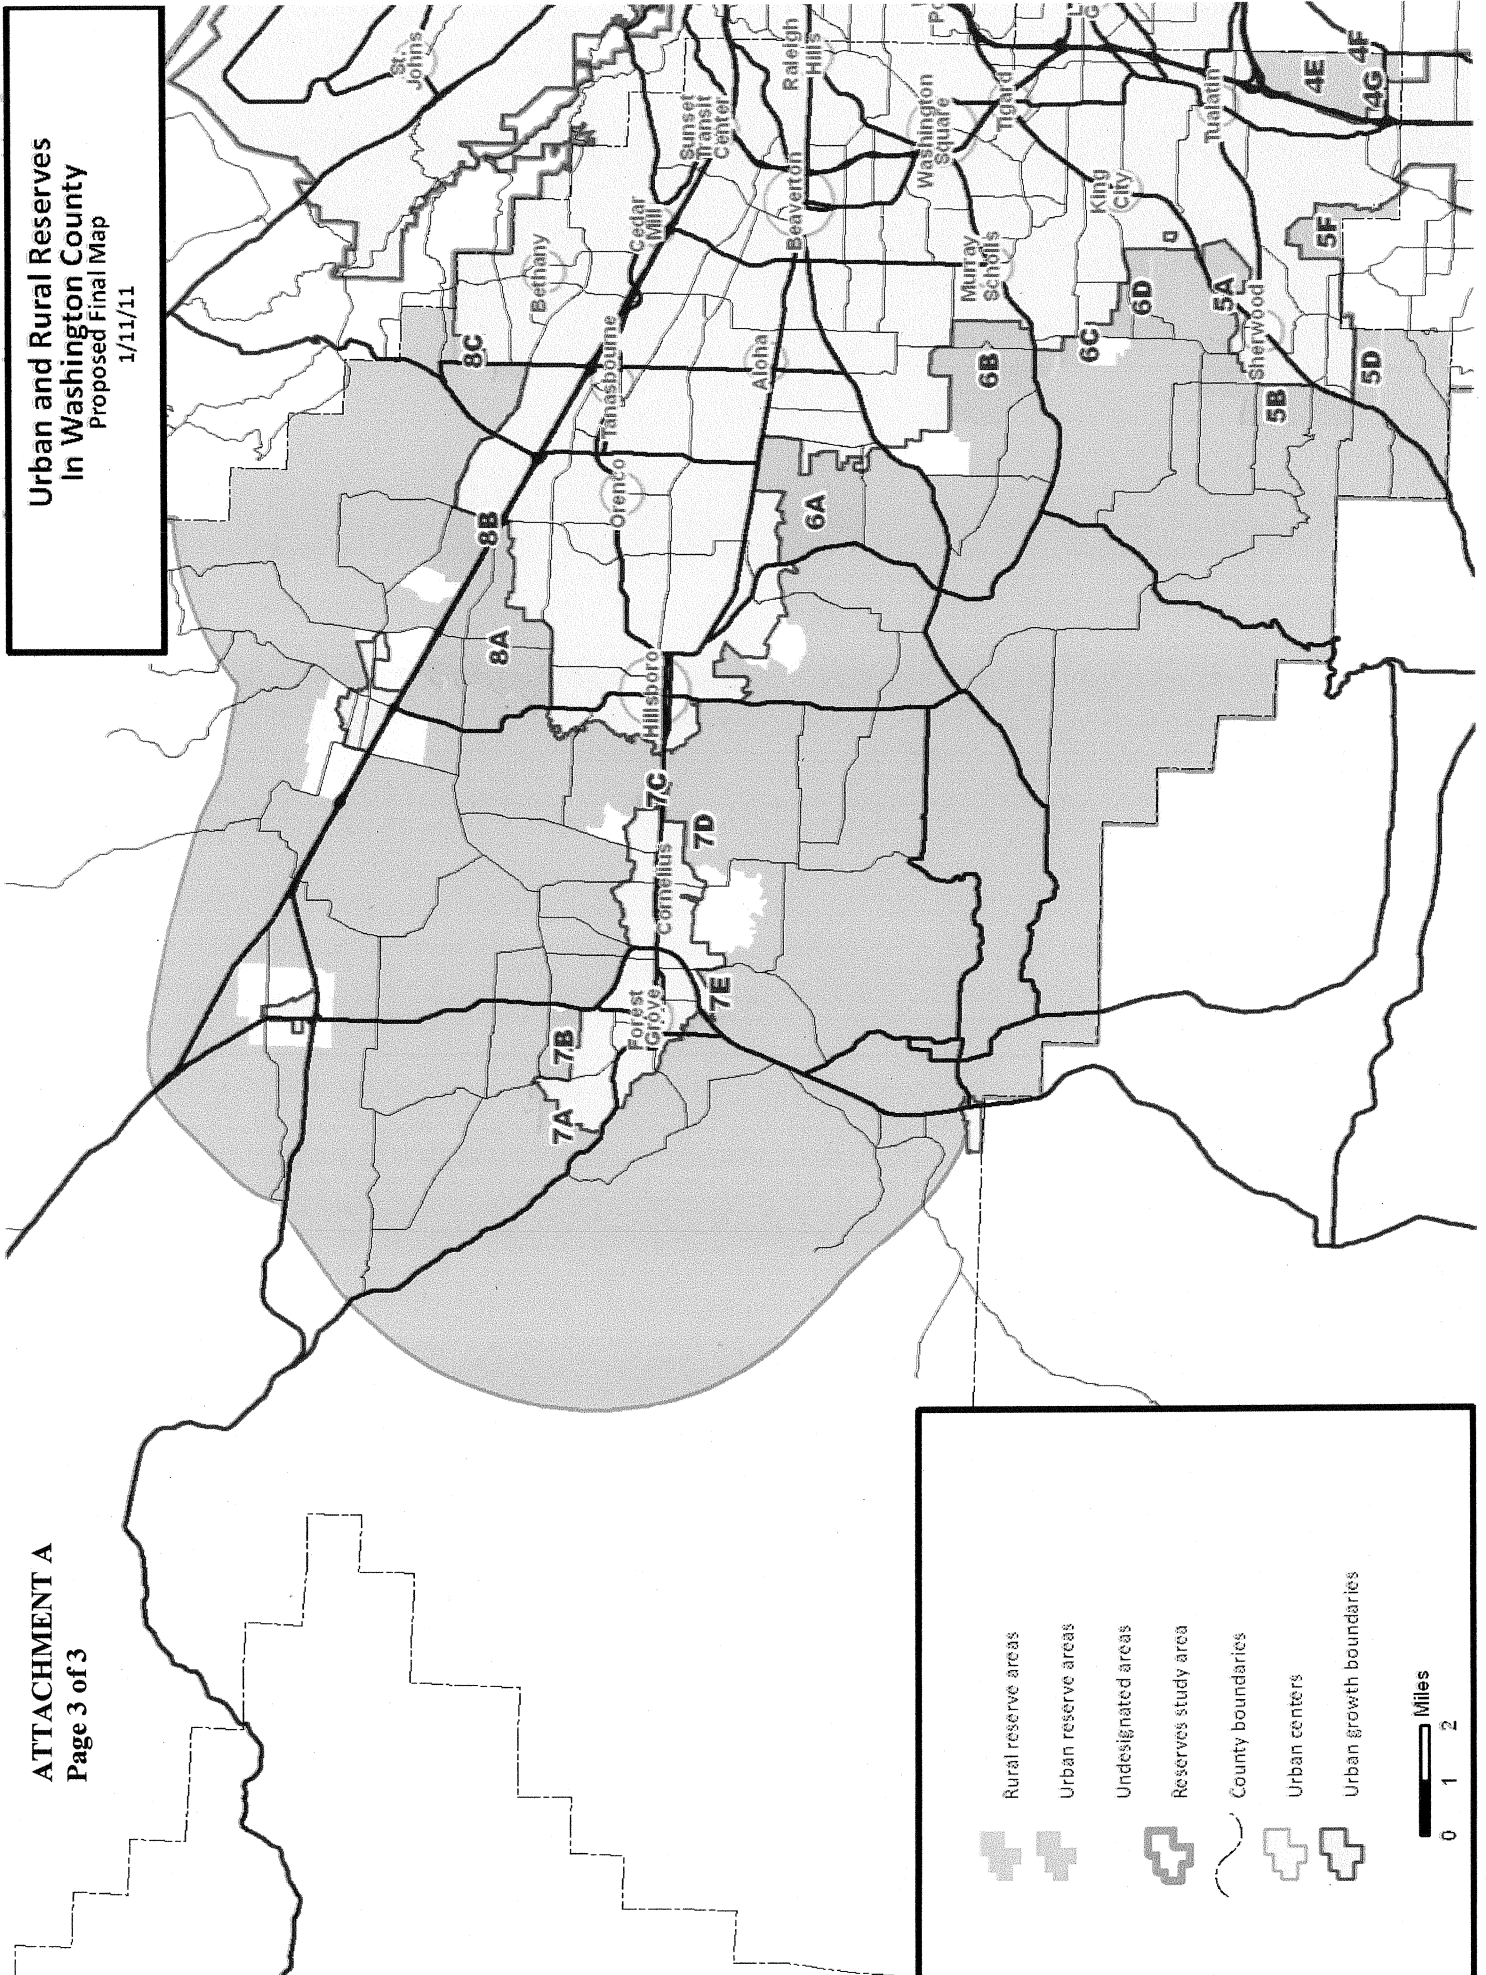 ATTACHMENT A
Page 3 of 3
Urban and Rural Reserves
In Washington County
Proposed Final Map
1/11/11
St.
Johns
8C
Bethany
8B
Cedar
Mill
Sunset
Transit
Center
Tanasbourne
8A
Orenco
Raleigh
Hills
Beaverton
Aloha
6A
Hillsboro
7C
7D
Cornelius
7E
Forest
Grove
7B
7A
Washington
Square
Tigard
Murray
Scholls
6B
King
City
6C
6D
Tualatin
5A
Sherwood
5B
5F
5D
4E
4F
4G
Po
L
G
Rural reserve areas
Urban reserve areas
Undesignated areas
Reserves study area
County boundaries
Urban centers
Urban growth boundaries
0 1 2
Miles